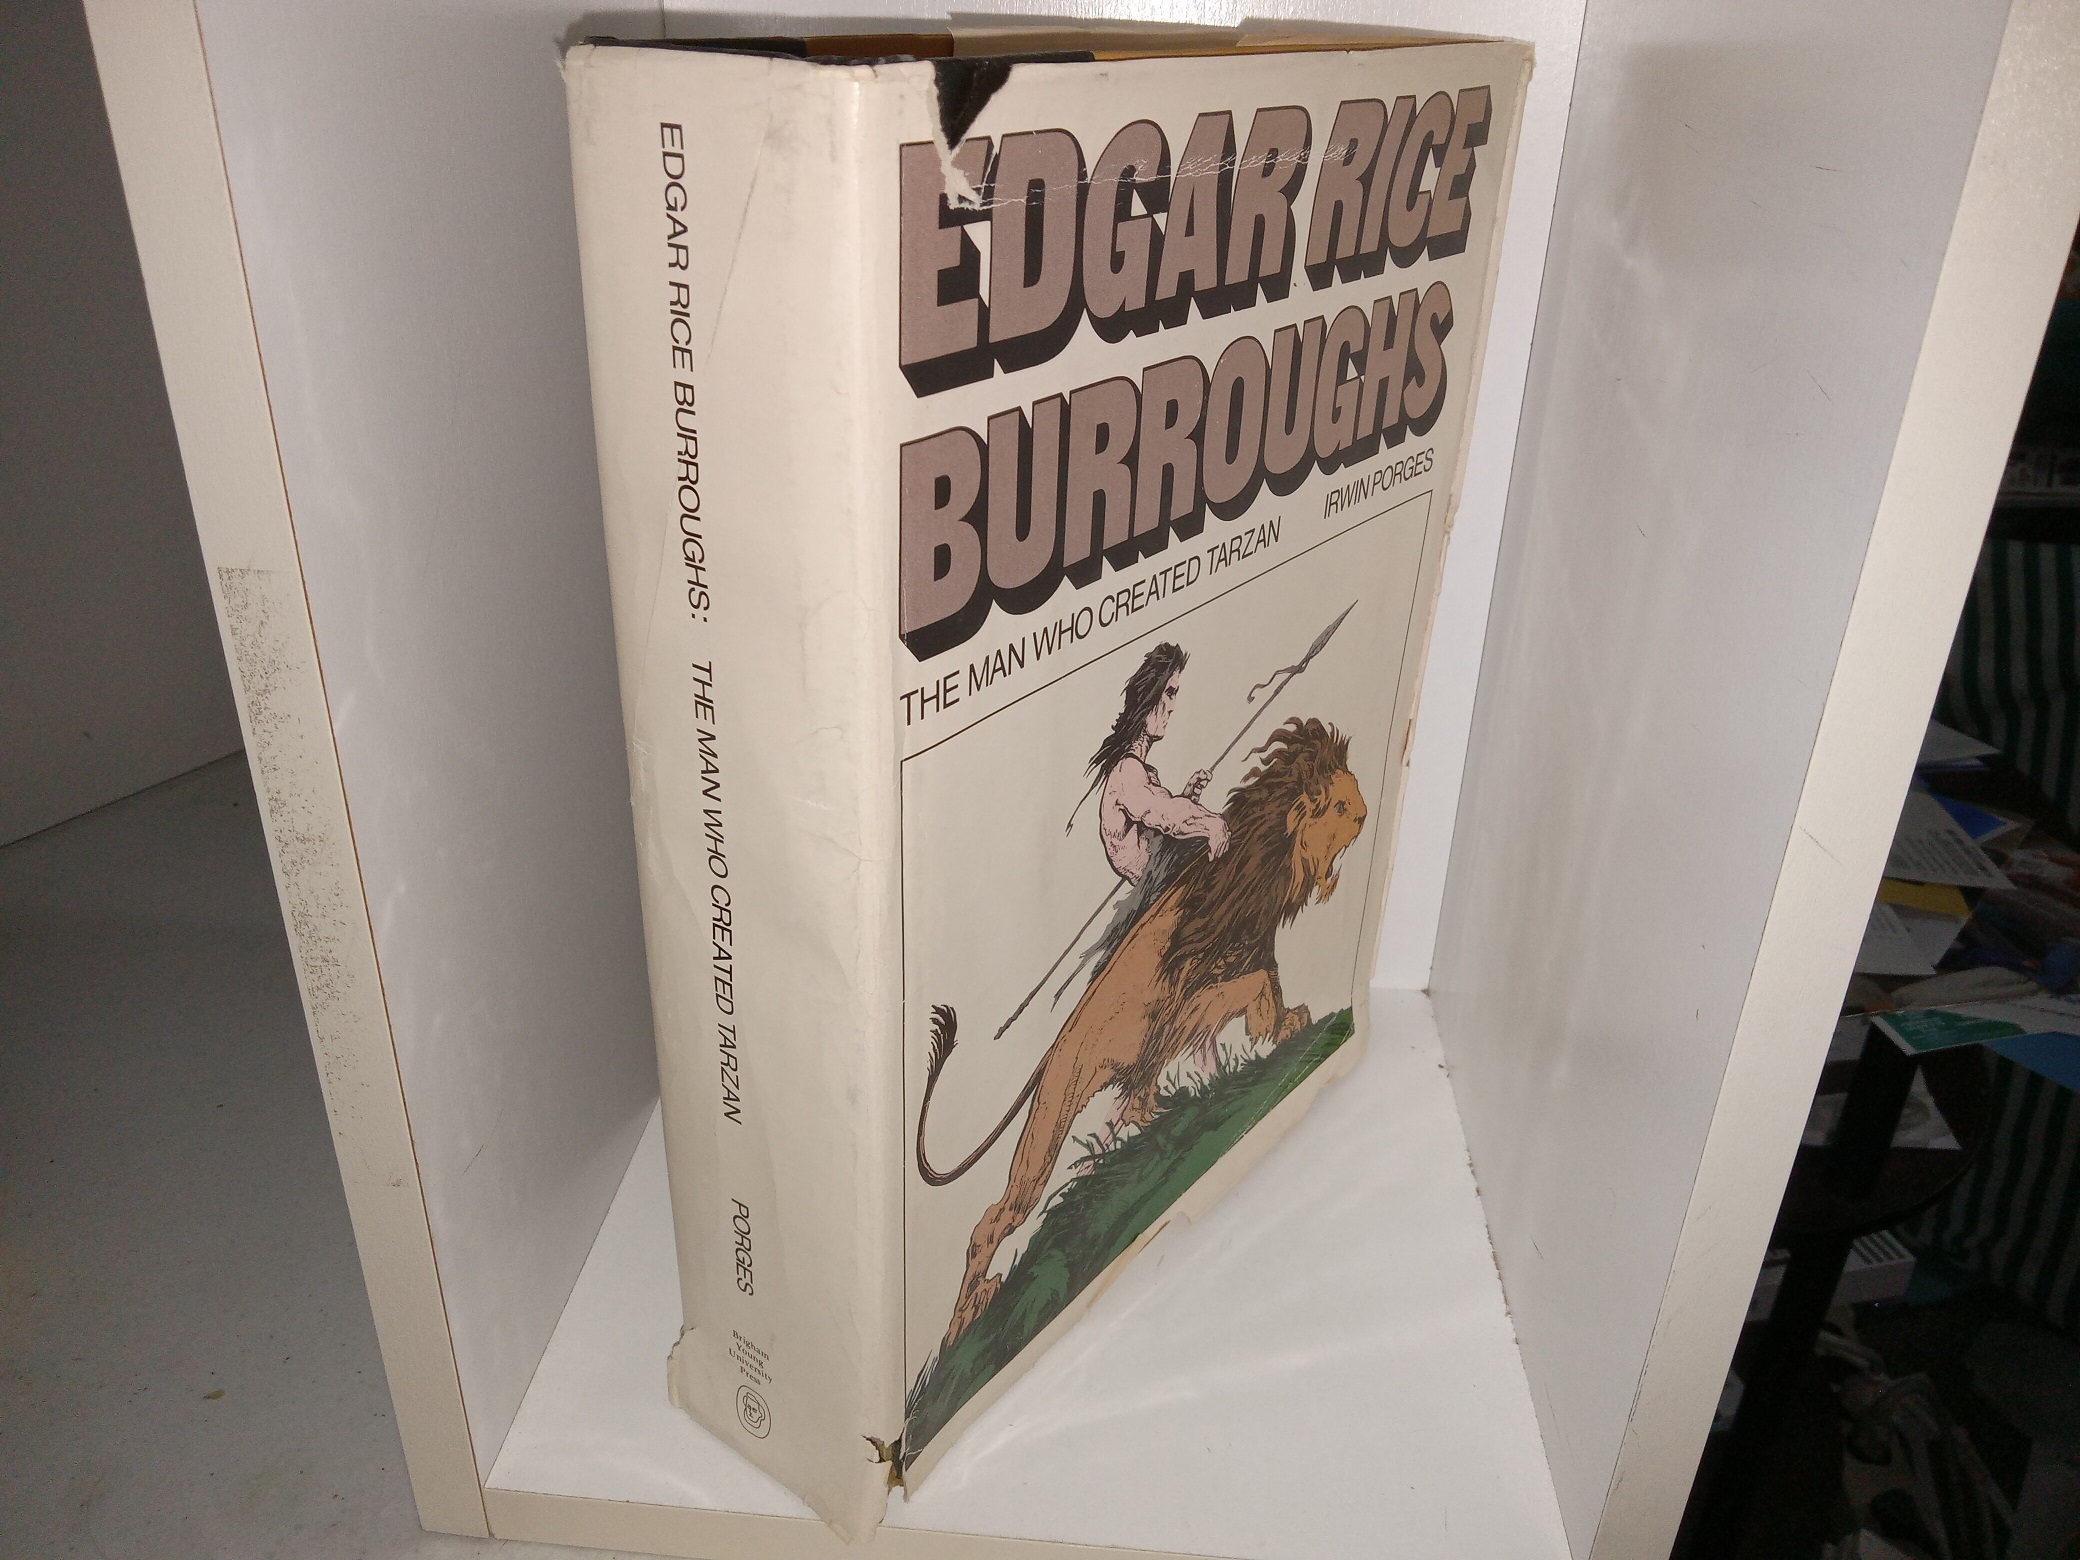 EDGAR RICE BURROUGHS: THE MAN WHO CREATED TARZAN PORGES
Brigham
Young
University
Press
EDGAR RICE
BURROUGHS
THE MAN WHO CREATED TARZAN IRWIN PORGES